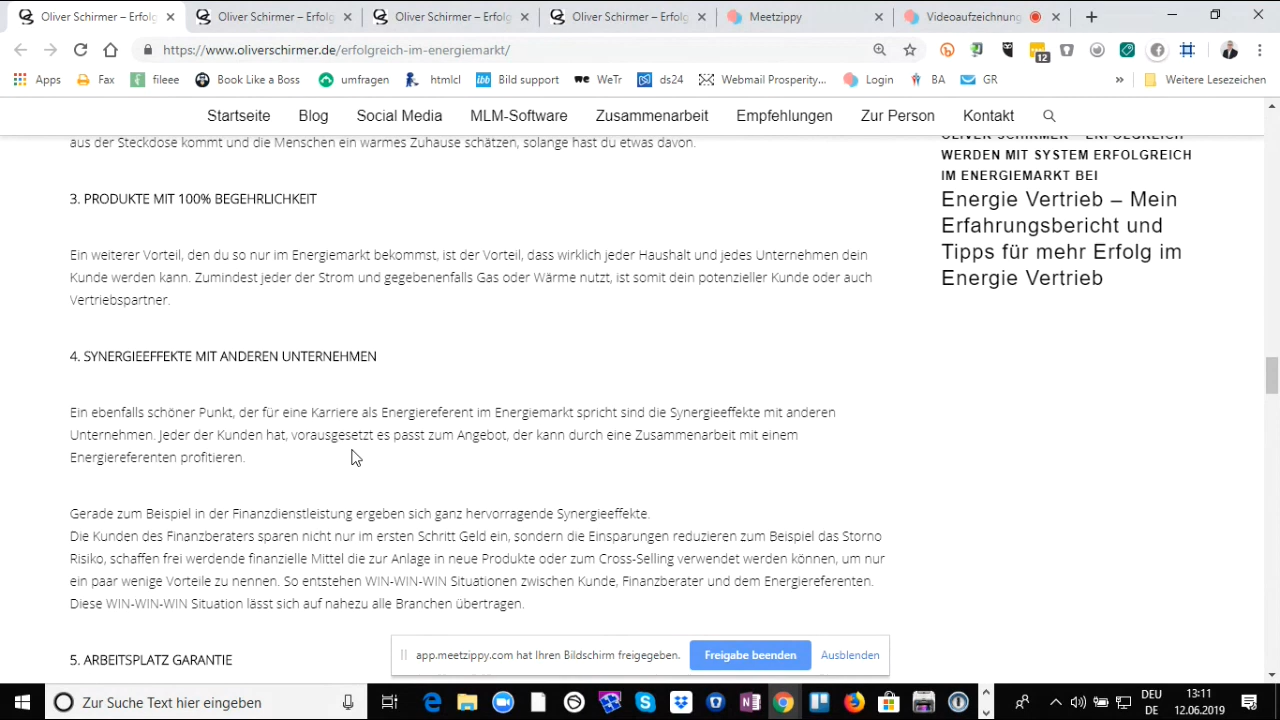 Oliver Schirmer – Erfolg
Oliver Schirmer – Erfolg
Oliver Schirmer – Erfolg
Oliver Schirmer – Erfolg
Meetzippy
Videoaufzeichnung
https://www.oliverschirmer.de/erfolgreich-im-energiemarkt/
12
Apps
Fax
fileee
Book Like a Boss
umfragen
htmlcl
Bild support
WeTr
ds24
Webmail Prosperity...
Login
BA
GR
»
Weitere Lesezeichen
Startseite
Blog
Social Media
MLM-Software
Zusammenarbeit
Empfehlungen
Zur Person
Kontakt
aus der Steckdose kommt und die Menschen ein warmes Zuhause schätzen, solange hast du etwas davon.
3. PRODUKTE MIT 100% BEGEHRLICHKEIT
Ein weiterer Vorteil, den du so nur im Energiemarkt bekommst, ist der Vorteil, dass wirklich jeder Haushalt und jedes Unternehmen dein
Kunde werden kann. Zumindest jeder der Strom und gegebenenfalls Gas oder Wärme nutzt, ist somit dein potenzieller Kunde oder auch
Vertriebspartner.
4. SYNERGIEEFFEKTE MIT ANDEREN UNTERNEHMEN
Ein ebenfalls schöner Punkt, der für eine Karriere als Energiereferent im Energiemarkt spricht sind die Synergieeffekte mit anderen
Unternehmen. Jeder der Kunden hat, vorausgesetzt es passt zum Angebot, der kann durch eine Zusammenarbeit mit einem
Energiereferenten profitieren.
Gerade zum Beispiel in der Finanzdienstleistung ergeben sich ganz hervorragende Synergieeffekte.
Die Kunden des Finanzberaters sparen nicht nur im ersten Schritt Geld ein, sondern die Einsparungen reduzieren zum Beispiel das Storno
Risiko, schaffen frei werdende finanzielle Mittel die zur Anlage in neue Produkte oder zum Cross-Selling verwendet werden können, um nur
ein paar wenige Vorteile zu nennen. So entstehen WIN-WIN-WIN Situationen zwischen Kunde, Finanzberater und dem Energiereferenten.
Diese WIN-WIN-WIN Situation lässt sich auf nahezu alle Branchen übertragen.
5. ARBEITSPLATZ GARANTIE
OLIVER SCHIRMER – ERFOLGREICH
WERDEN MIT SYSTEM ERFOLGREICH
IM ENERGIEMARKT BEI
Energie Vertrieb – Mein
Erfahrungsbericht und
Tipps für mehr Erfolg im
Energie Vertrieb
app.meetzippy.com hat Ihren Bildschirm freigegeben.
Freigabe beenden
Ausblenden
Zur Suche Text hier eingeben
DEU
DE
13:11
12.06.2019